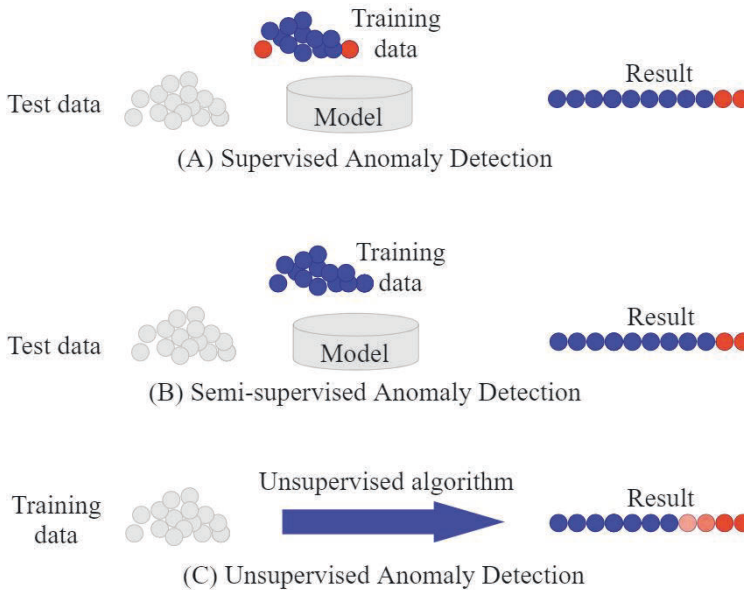 Training
data
Result
Test data
Model
(A) Supervised Anomaly Detection
Training
data
Result
Test data
Model
(B) Semi-supervised Anomaly Detection
Unsupervised algorithm
Result
Training
data
(C) Unsupervised Anomaly Detection